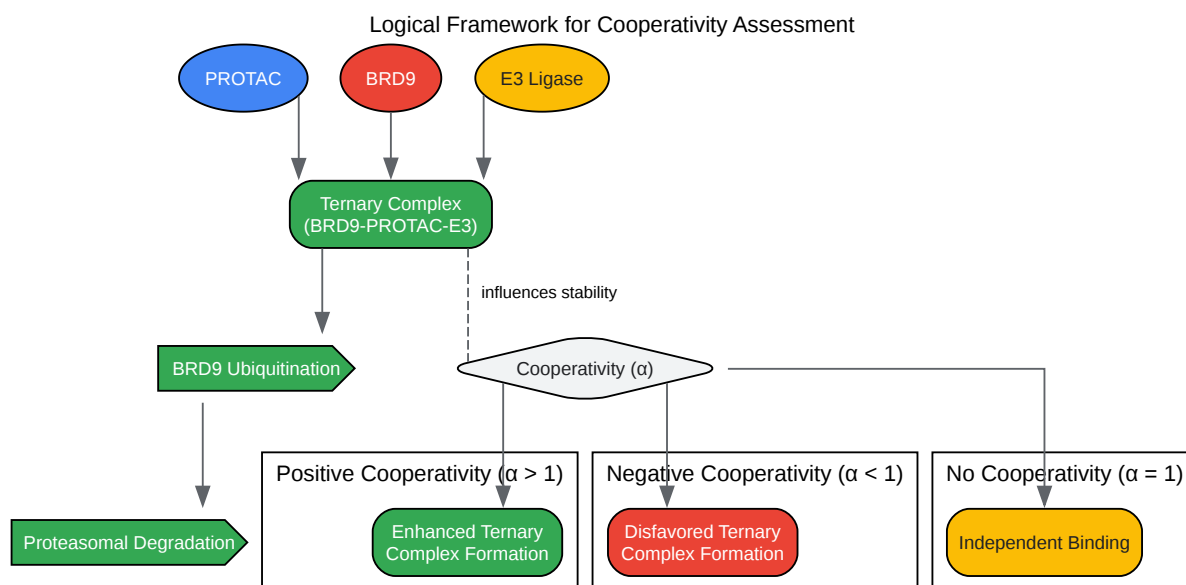 Logical Framework for Cooperativity Assessment
PROTAC
BRD9
E3 Ligase
Ternary Complex
(BRD9-PROTAC-E3)
influences stability
BRD9 Ubiquitination
Cooperativity (α)
Positive Cooperativity (α > 1)
Negative Cooperativity (α < 1)
No Cooperativity (α = 1)
Proteasomal Degradation
Enhanced Ternary
Complex Formation
Disfavored Ternary
Complex Formation
Independent Binding